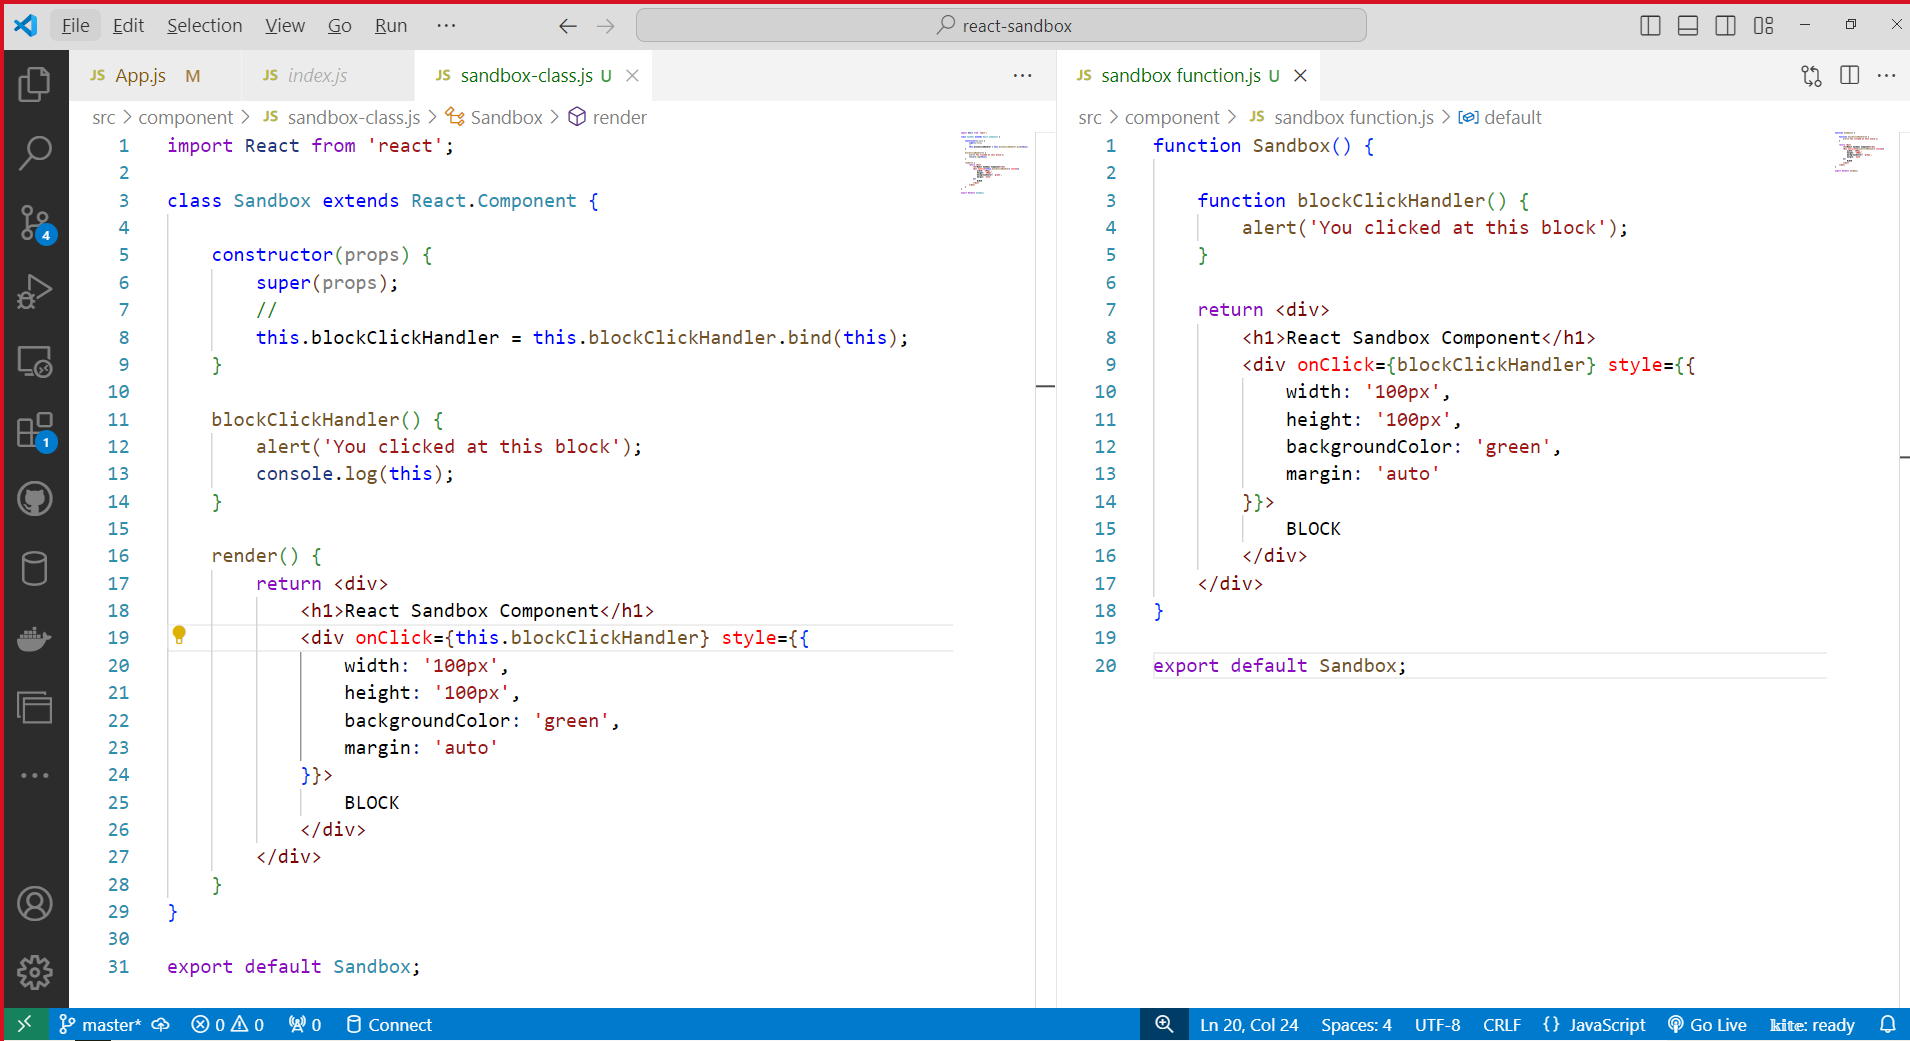 File Edit Selection View Go Run ···
react-sandbox
JS App.js M
JS index.js
JS sandbox-class.js U
src > component > JS sandbox-class.js > Sandbox > render
1 import React from 'react';
2
3 class Sandbox extends React.Component {
4
5 constructor(props) {
6 super(props);
7 //
8 this.blockClickHandler = this.blockClickHandler.bind(this);
9 }
10
11 blockClickHandler() {
12 alert('You clicked at this block');
13 console.log(this);
14 }
15
16 render() {
17 return <div>
18 <h1>React Sandbox Component</h1>
19 <div onClick={this.blockClickHandler} style={{
20 width: '100px',
21 height: '100px',
22 backgroundColor: 'green',
23 margin: 'auto'
24 }}>
25 BLOCK
26 </div>
27 </div>
28 }
29 }
30
31 export default Sandbox;
JS sandbox function.js U
src > component > JS sandbox function.js > default
1 function Sandbox() {
2
3 function blockClickHandler() {
4 alert('You clicked at this block');
5 }
6
7 return <div>
8 <h1>React Sandbox Component</h1>
9 <div onClick={blockClickHandler} style={{
10 width: '100px',
11 height: '100px',
12 backgroundColor: 'green',
13 margin: 'auto'
14 }}>
15 BLOCK
16 </div>
17 </div>
18 }
19
20 export default Sandbox;
4
1
master* 0 0 0 Connect
Ln 20, Col 24 Spaces: 4 UTF-8 CRLF {} JavaScript Go Live kite: ready